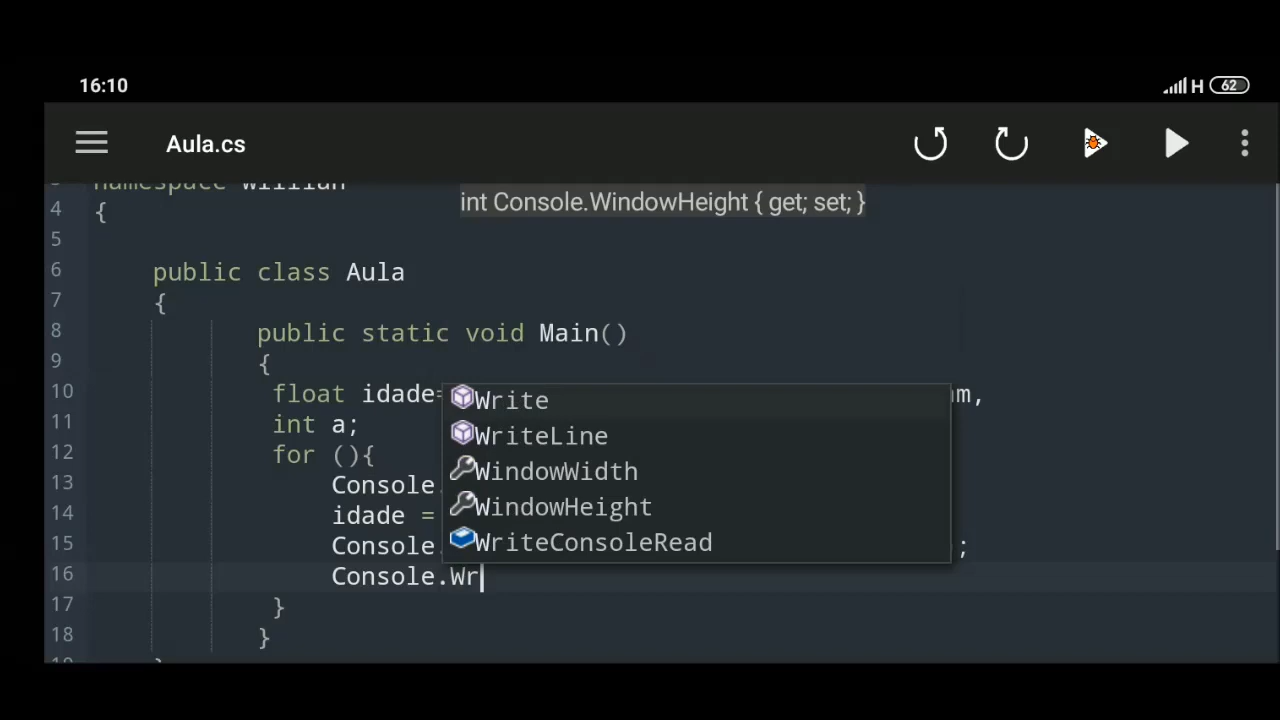 16:10
H 62
Aula.cs
namespace Willian
int Console.WindowHeight { get; set; }
4 {
5
6 public class Aula
7 {
8 public static void Main()
9 {
10 float idade= m,
11 int a;
12 for (){
13 Console.
14 idade =
15 Console. ;
16 Console.Wr
17 }
18 }
Write
WriteLine
WindowWidth
WindowHeight
WriteConsoleRead